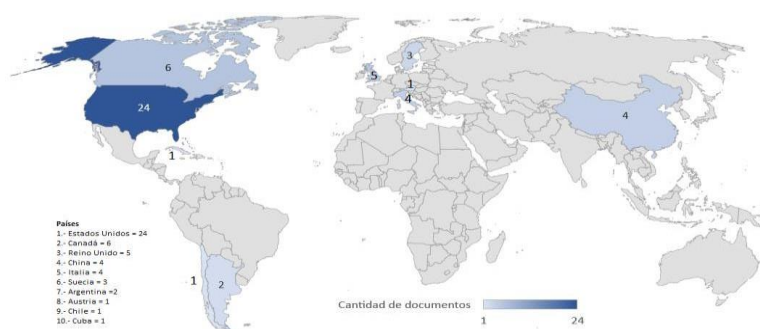 6
3
5
1
24
4
4
1
Países
1.- Estados Unidos = 24
2.- Canadá = 6
3.- Reino Unido = 5
4.- China = 4
5.- Italia = 4
6.- Suecia = 3
7.- Argentina =2
8.- Austria = 1
9.- Chile = 1
10.- Cuba = 1
1
2
Cantidad de documentos
1 24